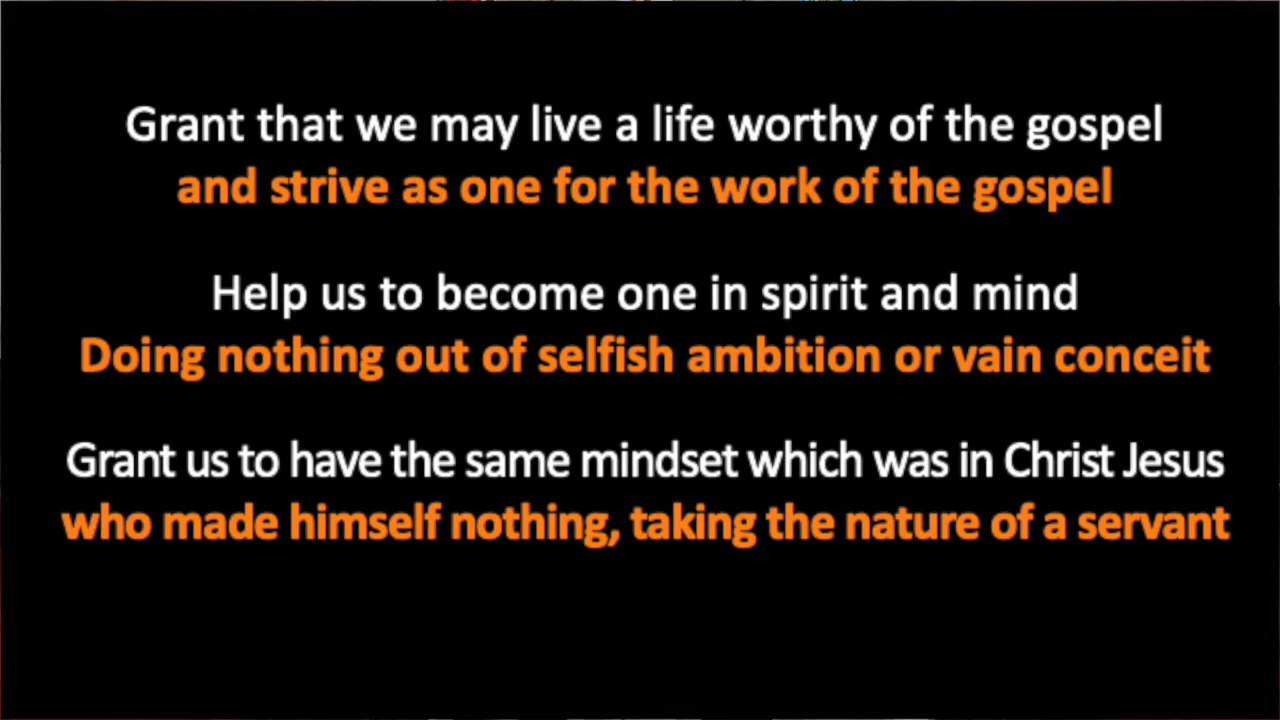 Grant that we may live a life worthy of the gospel
and strive as one for the work of the gospel
Help us to become one in spirit and mind
Doing nothing out of selfish ambition or vain conceit
Grant us to have the same mindset which was in Christ Jesus
who made himself nothing, taking the nature of a servant